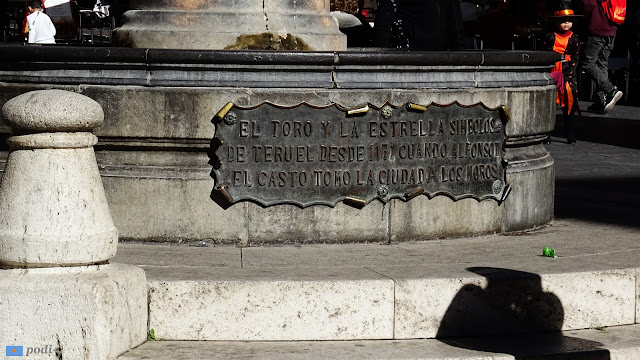 EL TORO Y LA ESTRELLA SIMBOLOS
DE TERUEL DESDE 1171 CUANDO ALFONSO II
EL CASTO TOMO LA CIUDAD A LOS MOROS
podi